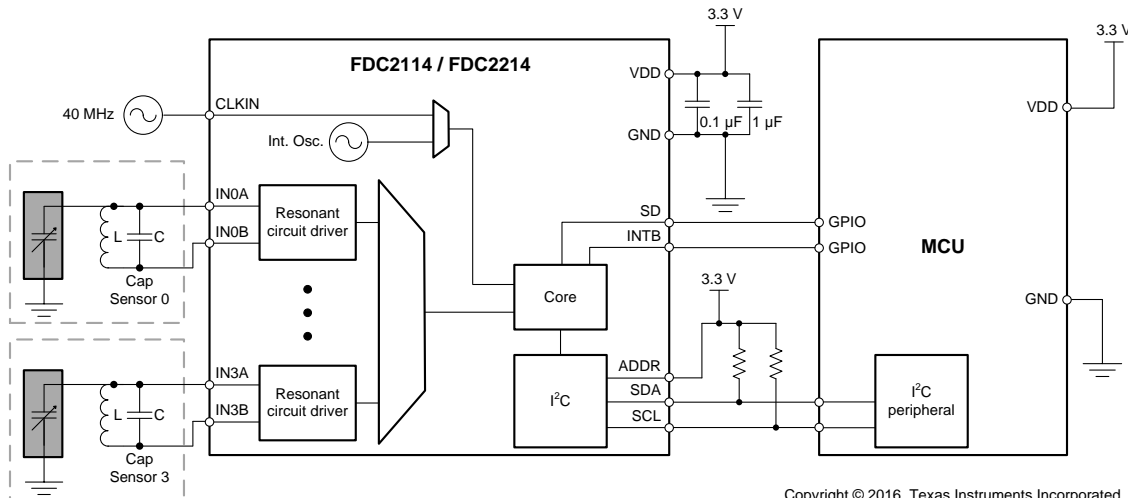 3.3 V
3.3 V
FDC2114 / FDC2214
VDD
40 MHz
CLKIN
VDD
0.1 µF
1 µF
Int. Osc.
GND
IN0A
Resonant
circuit driver
SD
GPIO
L
C
IN0B
INTB
GPIO
MCU
Cap
Sensor 0
Core
3.3 V
GND
IN3A
Resonant
circuit driver
ADDR
I²C
SDA
I²C
peripheral
L
C
IN3B
SCL
Cap
Sensor 3
Copyright © 2016, Texas Instruments Incorporated